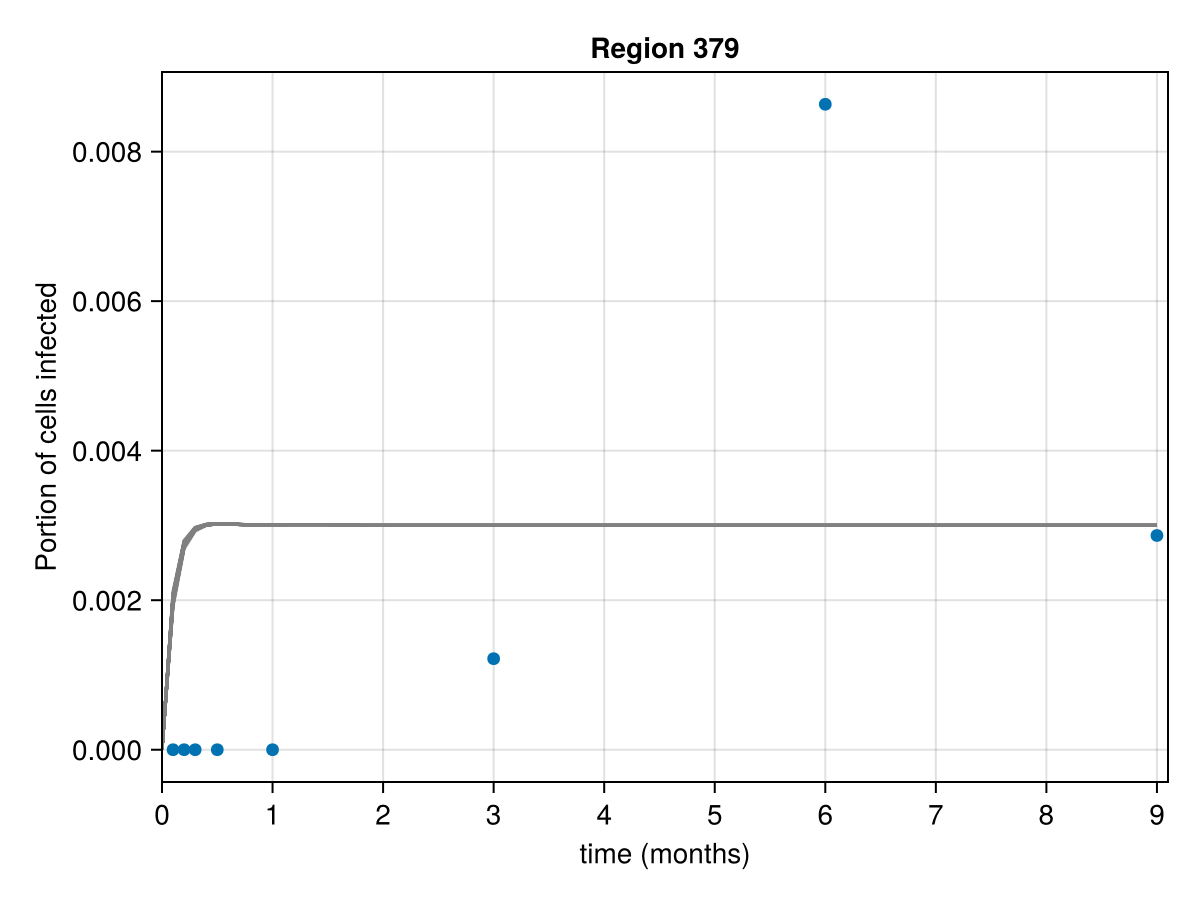 Region 379
Portion of cells infected
0.008
0.006
0.004
0.002
0.000
0 1 2 3 4 5 6 7 8 9
time (months)